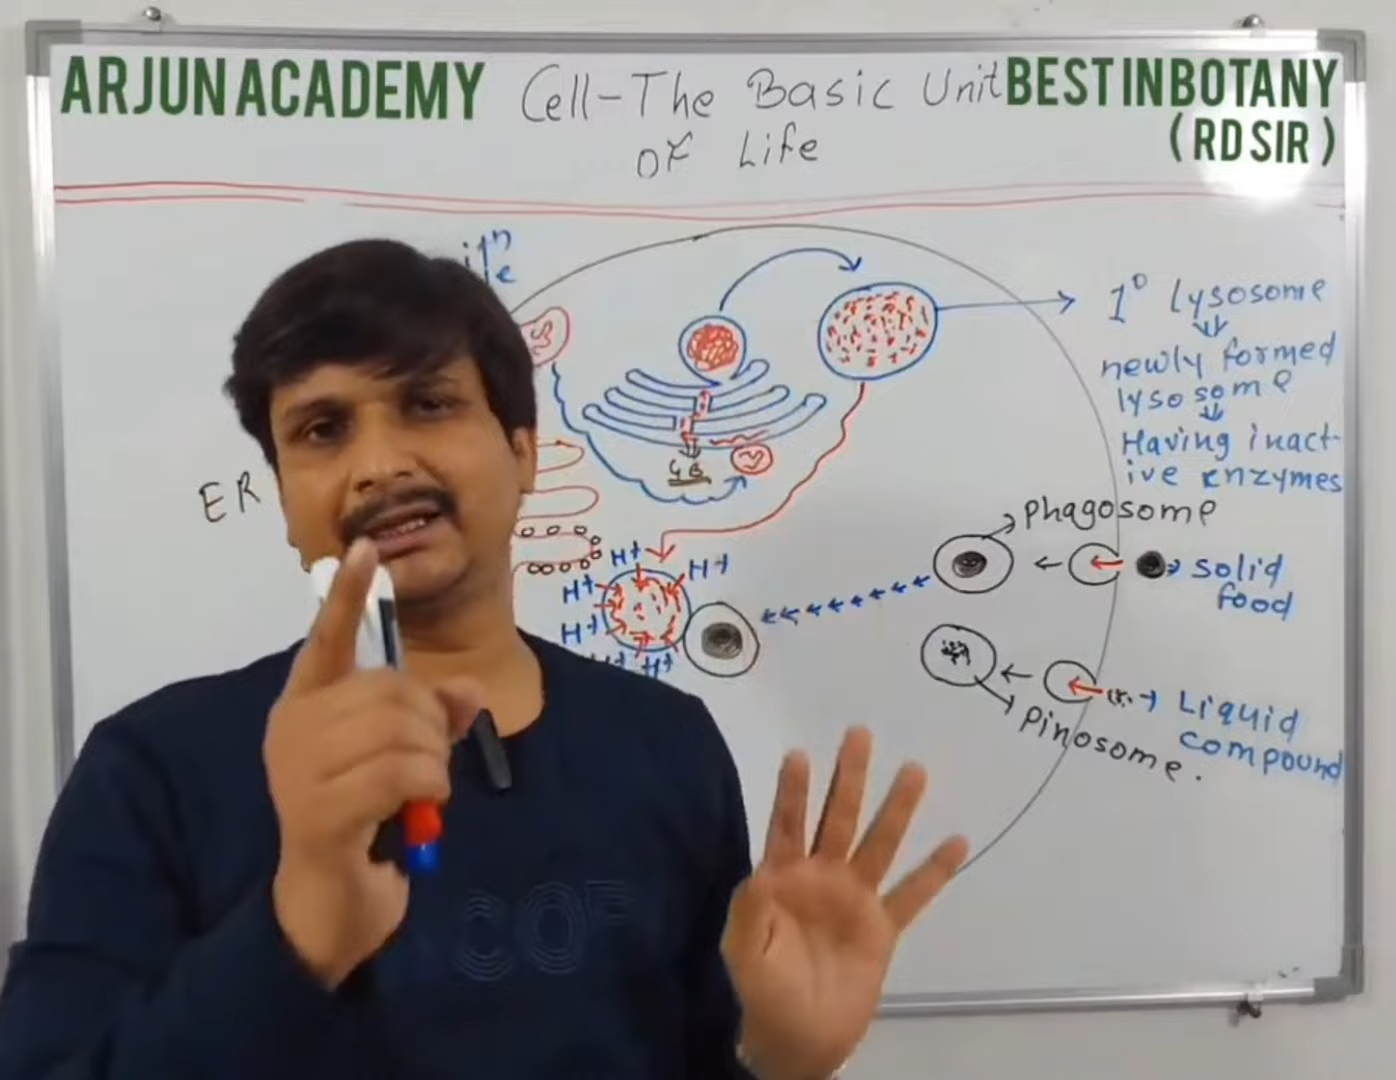 ARJUN ACADEMY
Cell-The Basic Unit
of Life
BEST IN BOTANY
( RD SIR )
1° Lysosome
newly formed
lysosome
Having inact-
ive enzymes
ER
GB
Phagosome
solid
food
H+
H+
H+
H+
H+
Liquid
compound
Pinosome.